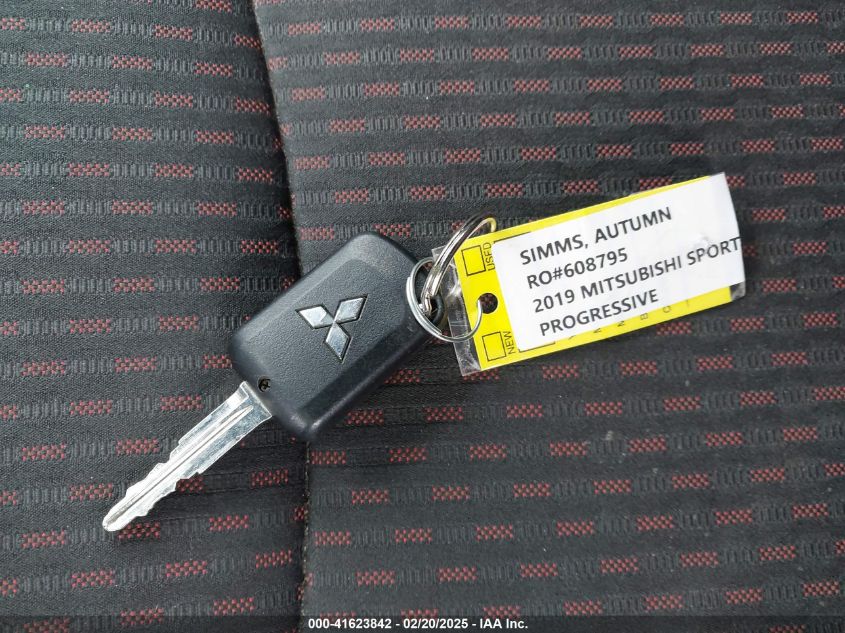 SIMMS, AUTUMN
RO#608795
2019 MITSUBISHI SPORT
PROGRESSIVE
USED
NEW
000-41623842 - 02/20/2025 - IAA Inc.